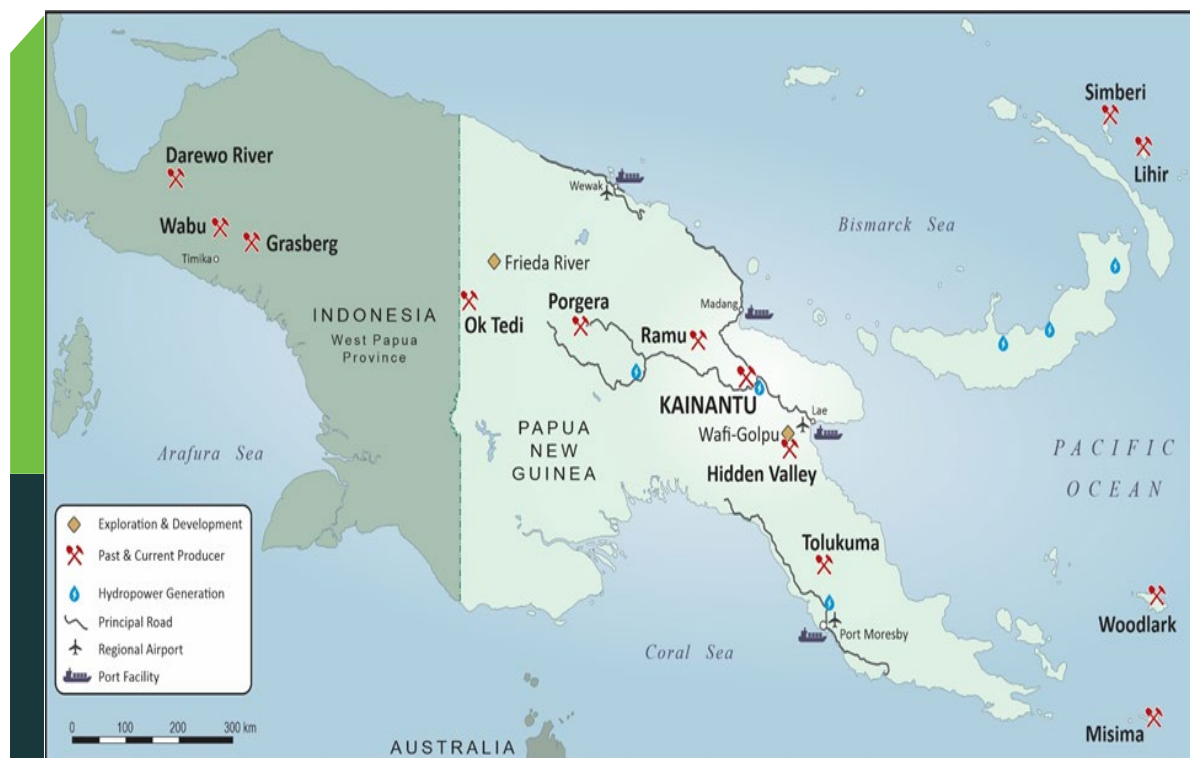 Simberi
Lihir
Darewo River
Wewak
Bismarck Sea
Wabu
Grasberg
Timika
Frieda River
INDONESIA
West Papua
Province
Ok Tedi
Porgera
Madang
Ramu
KAINANTU
Lae
Wafi-Golpu
Hidden Valley
PAPUA
NEW
GUINEA
Arafura Sea
PACIFIC
OCEAN
Exploration & Development
Past & Current Producer
Hydropower Generation
Principal Road
Regional Airport
Port Facility
Tolukuma
Woodlark
Port Moresby
Coral Sea
0 100 200 300 km
AUSTRALIA
Misima